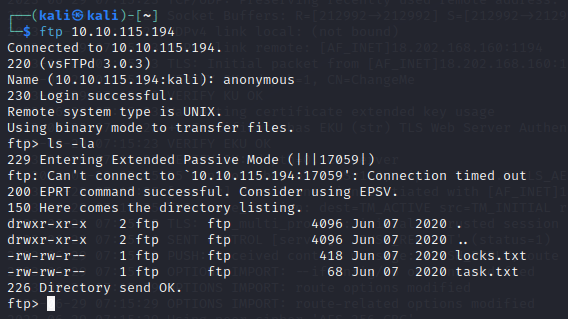 ┌──(kali㉿kali)-[~]
└─$ ftp 10.10.115.194
Connected to 10.10.115.194.
220 (vsFTPd 3.0.3)
Name (10.10.115.194:kali): anonymous
230 Login successful.
Remote system type is UNIX.
Using binary mode to transfer files.
ftp> ls -la
229 Entering Extended Passive Mode (|||17059|)
ftp: Can't connect to `10.10.115.194:17059': Connection timed out
200 EPRT command successful. Consider using EPSV.
150 Here comes the directory listing.
drwxr-xr-x    2 ftp      ftp          4096 Jun 07  2020 .
drwxr-xr-x    2 ftp      ftp          4096 Jun 07  2020 ..
-rw-rw-r--    1 ftp      ftp           418 Jun 07  2020 locks.txt
-rw-rw-r--    1 ftp      ftp            68 Jun 07  2020 task.txt
226 Directory send OK.
ftp>